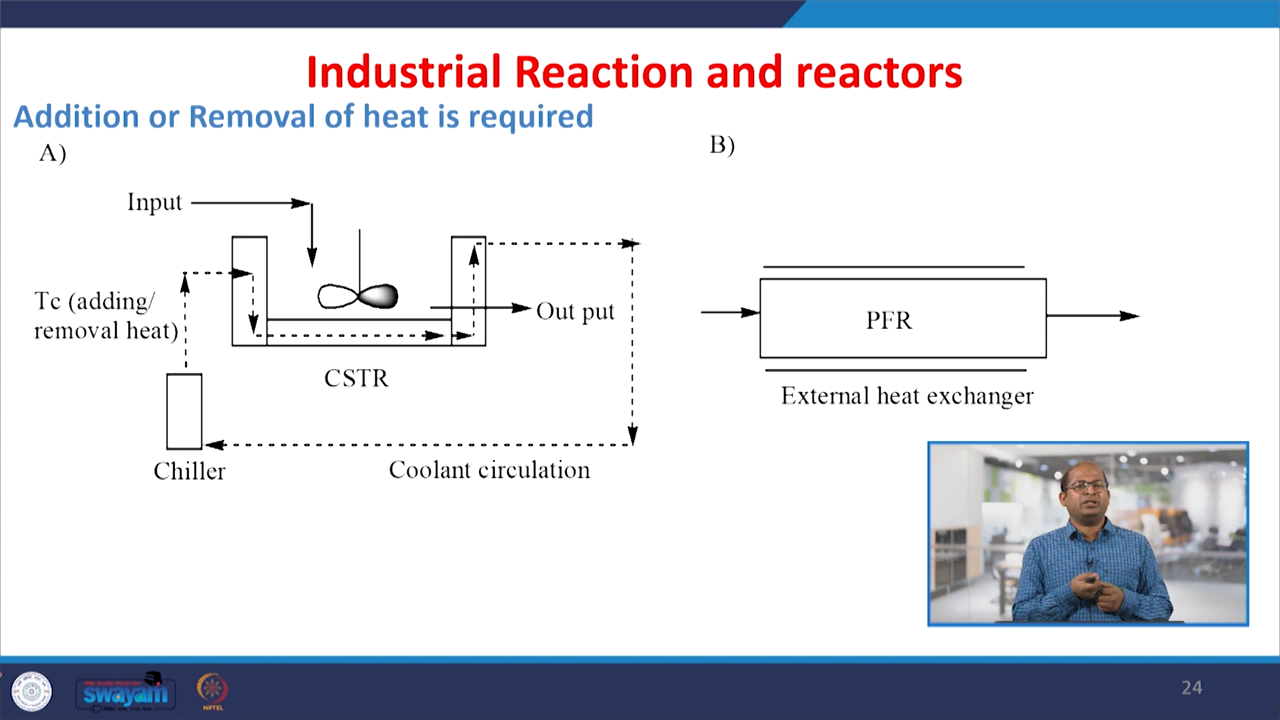 Industrial Reaction and reactors
Addition or Removal of heat is required
A)
Input
Tc (adding/
removal heat)
Out put
CSTR
Chiller
Coolant circulation
B)
PFR
External heat exchanger
swayam
NPTEL
24